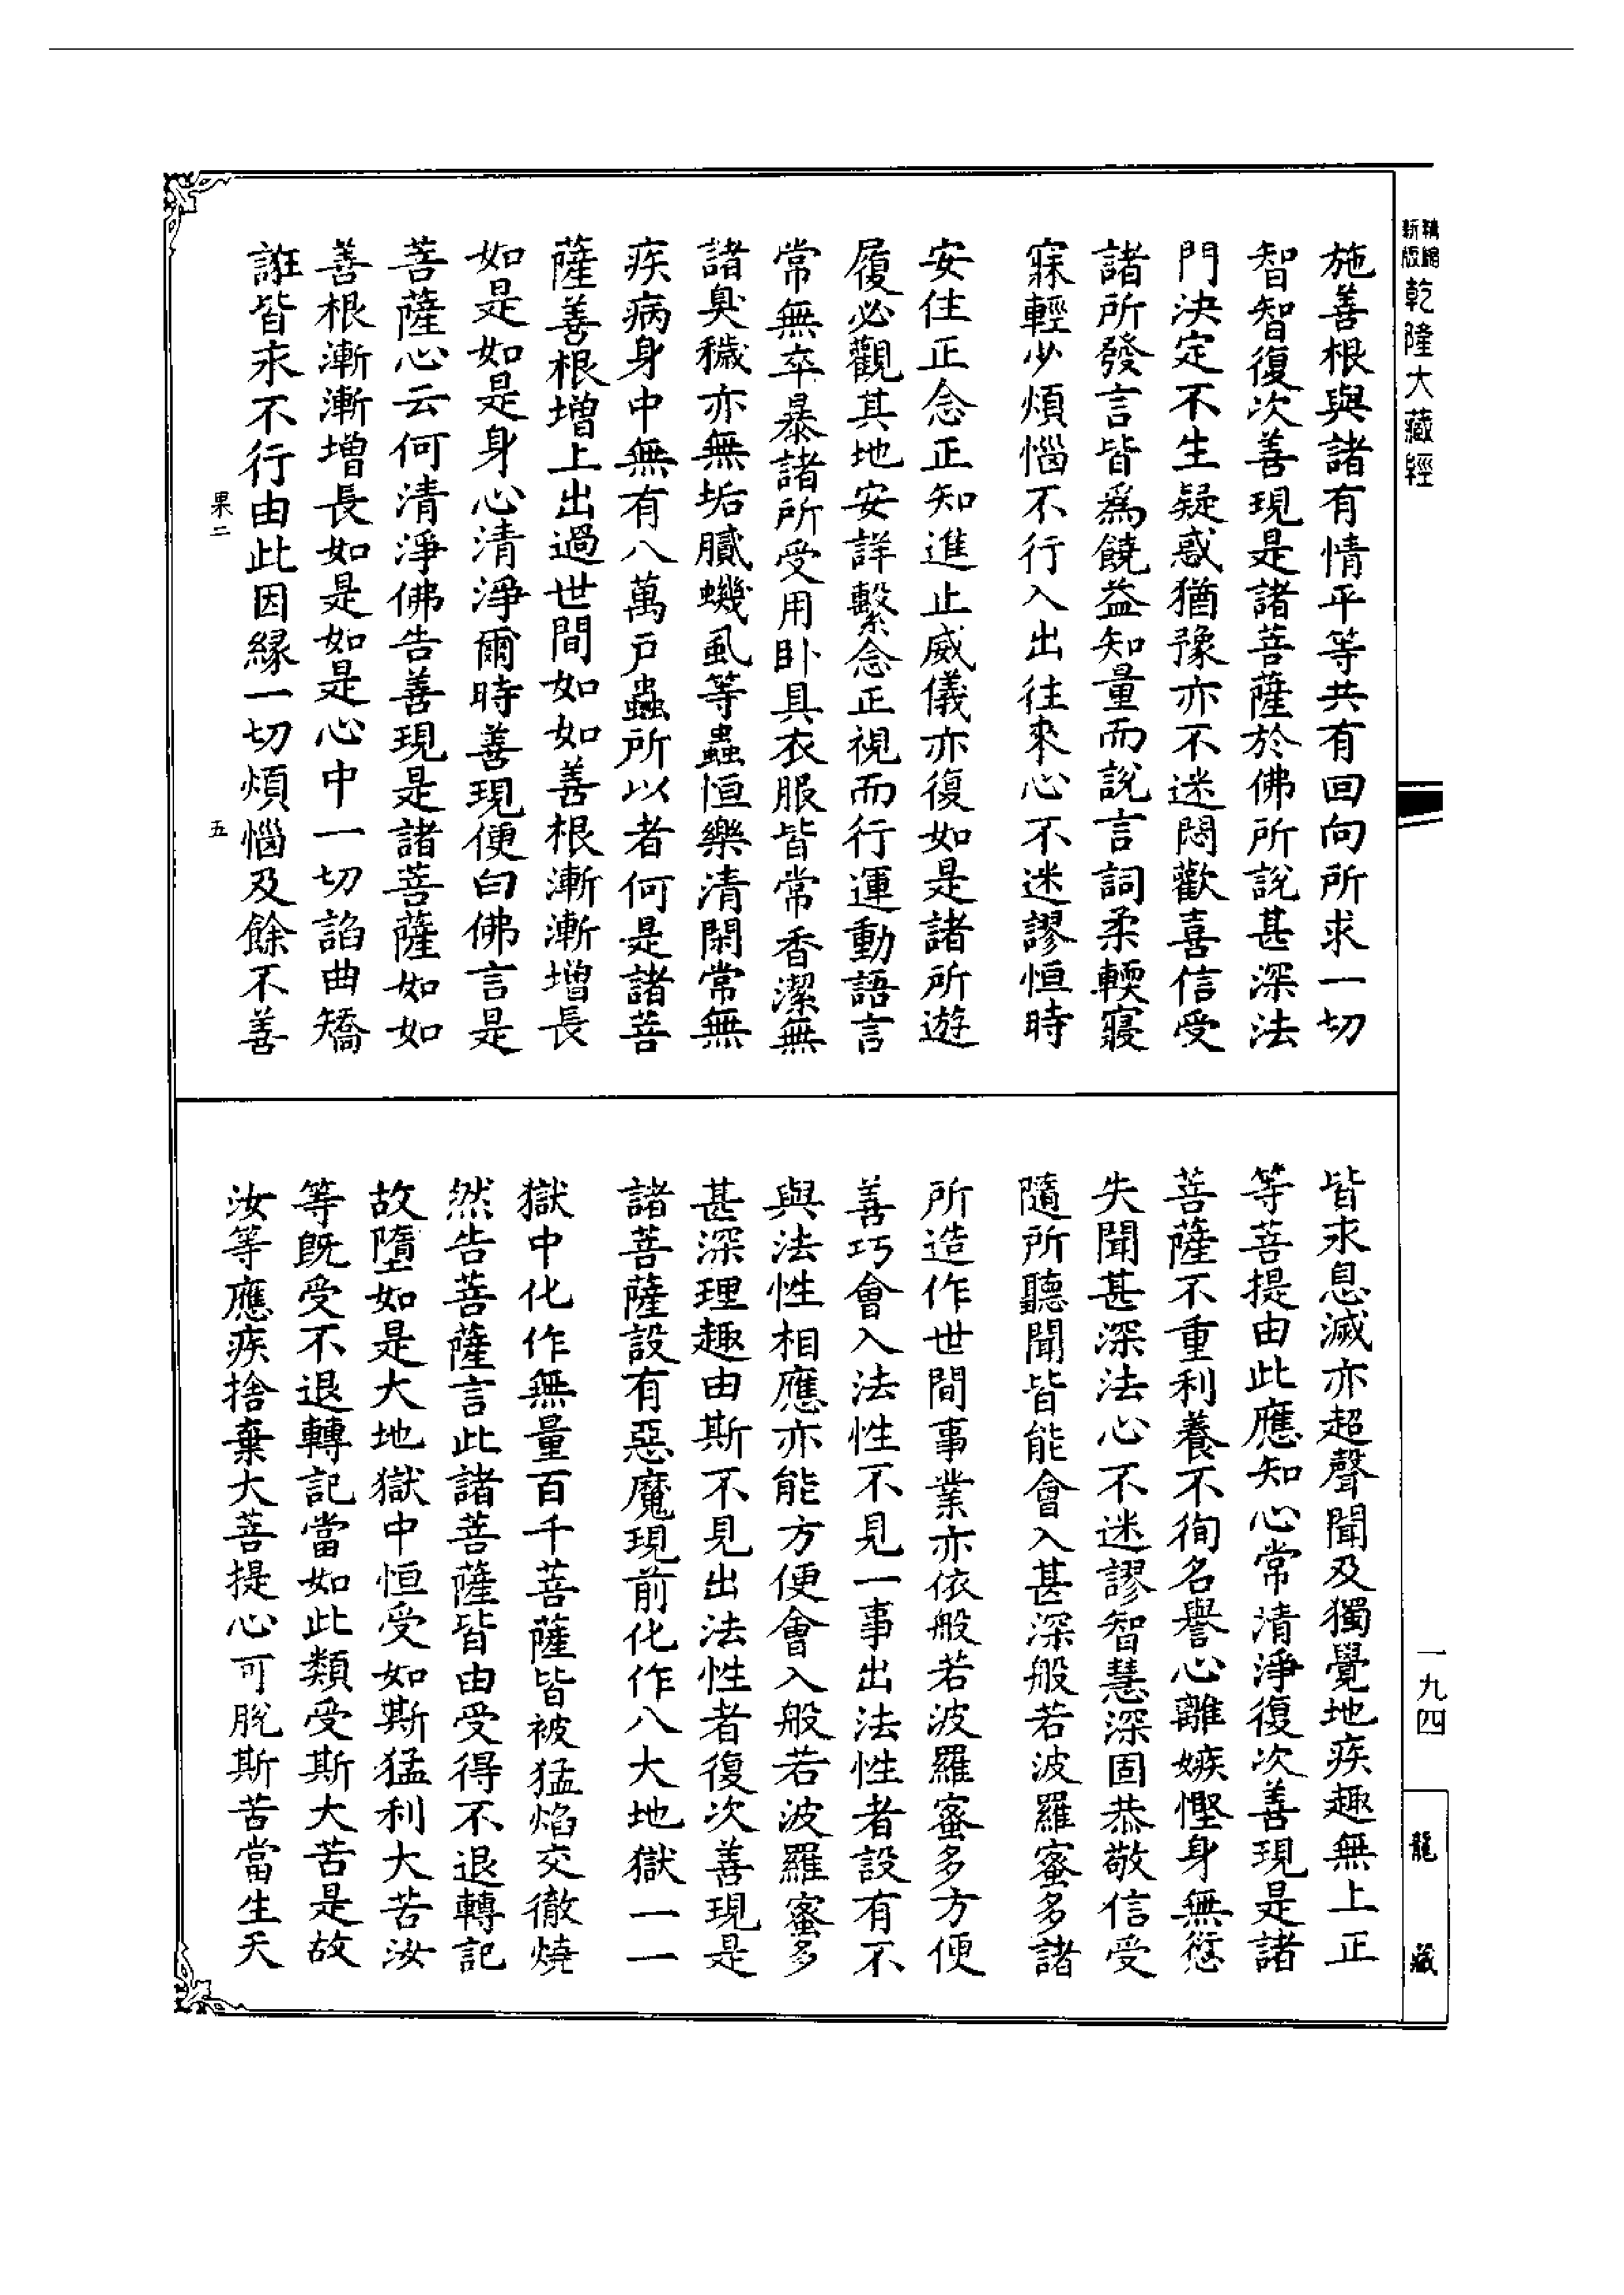 新版
精縮
乾隆大藏經
施善根與諸有情平等共有回向所求一切
智智復次善現是諸菩薩於佛所說甚深法
門決定不生疑惑猶豫亦不迷悶歡喜信受
諸所發言皆爲饒益知量而說言詞柔輭寢
寐輕少煩惱不行入出往來心不迷謬恒時
安住正念正知進止威儀亦復如是諸所遊
履必觀其地安詳繫念正視而行運動語言
常無卒暴諸所受用卧具衣服皆常香潔無
諸臭穢亦無垢膩蟣虱等蟲恒樂清閑常無
疾病身中無有八萬户蟲所以者何是諸菩
薩善根增上出過世間如如善根漸漸增長
如是如是身心清淨爾時善現便白佛言是
菩薩心云何清淨佛告善現是諸菩薩如如
善根漸漸增長如是如是心中一切諂曲矯
誑皆永不行由此因緣一切煩惱及餘不善
果二 五
皆永息滅亦超聲聞及獨覺地疾趣無上正
等菩提由此應知心常清淨復次善現是諸
菩薩不重利養不徇名譽心離嫉慳身無愆
失聞甚深法心不迷謬智慧深固恭敬信受
隨所聽聞皆能會入甚深般若波羅蜜多諸
所造作世間事業亦依般若波羅蜜多方便
善巧會入法性不見一事出法性者設有不
與法性相應亦能方便會入般若波羅蜜多
甚深理趣由斯不見出法性者復次善現是
諸菩薩設有惡魔現前化作八大地獄一一
獄中化作無量百千菩薩皆被猛焰交徹燒
然告菩薩言此諸菩薩皆由受得不退轉記
故墮如是大地獄中恒受如斯猛利大苦汝
等既受不退轉記當如此類受斯大苦是故
汝等應疾捨棄大菩提心可脫斯苦當生天
一九四
龍藏